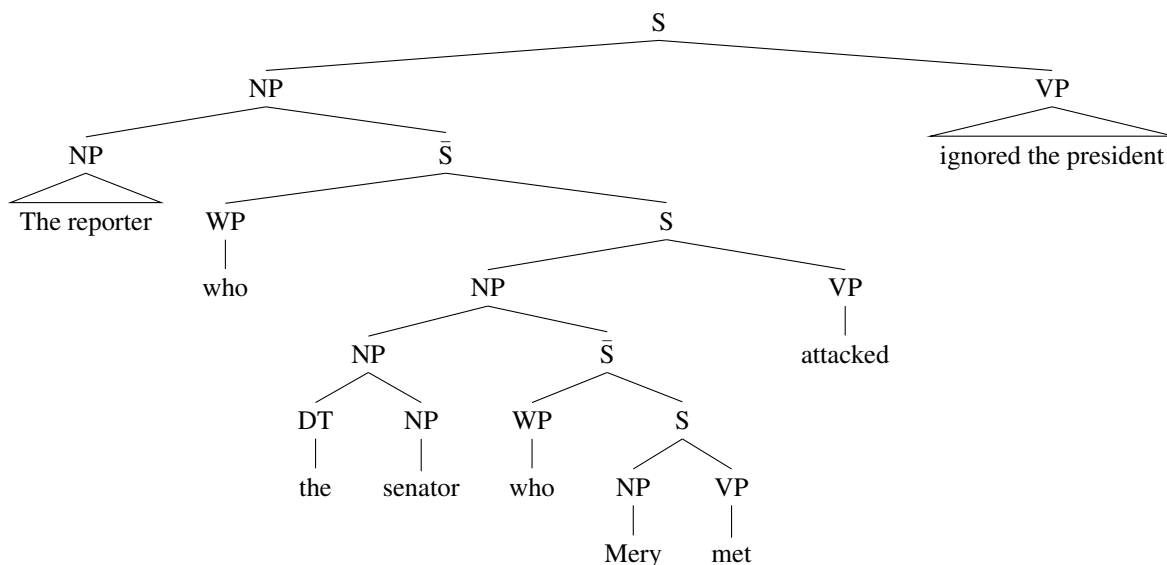 S
NP VP
NP S̄ ignored the president
The reporter WP S
who NP VP
NP S̄ attacked
DT NP WP S
the senator who NP VP
Mery met